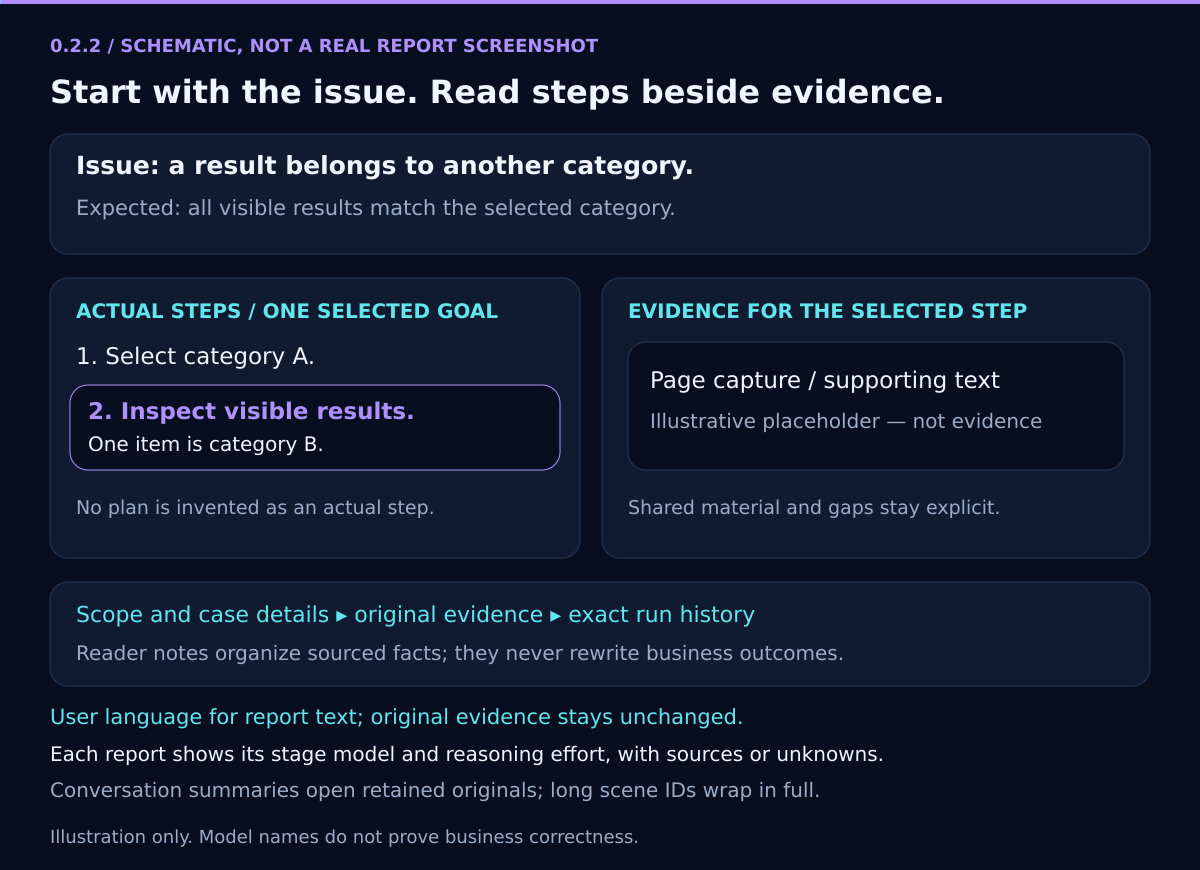 0.2.2 / SCHEMATIC, NOT A REAL REPORT SCREENSHOT
Start with the issue. Read steps beside evidence.
Issue: a result belongs to another category.
Expected: all visible results match the selected category.
ACTUAL STEPS / ONE SELECTED GOAL
1. Select category A.
2. Inspect visible results.
One item is category B.
No plan is invented as an actual step.
EVIDENCE FOR THE SELECTED STEP
Page capture / supporting text
Illustrative placeholder — not evidence
Shared material and gaps stay explicit.
Scope and case details ▸ original evidence ▸ exact run history
Reader notes organize sourced facts; they never rewrite business outcomes.
User language for report text; original evidence stays unchanged.
Each report shows its stage model and reasoning effort, with sources or unknowns.
Conversation summaries open retained originals; long scene IDs wrap in full.
Illustration only. Model names do not prove business correctness.